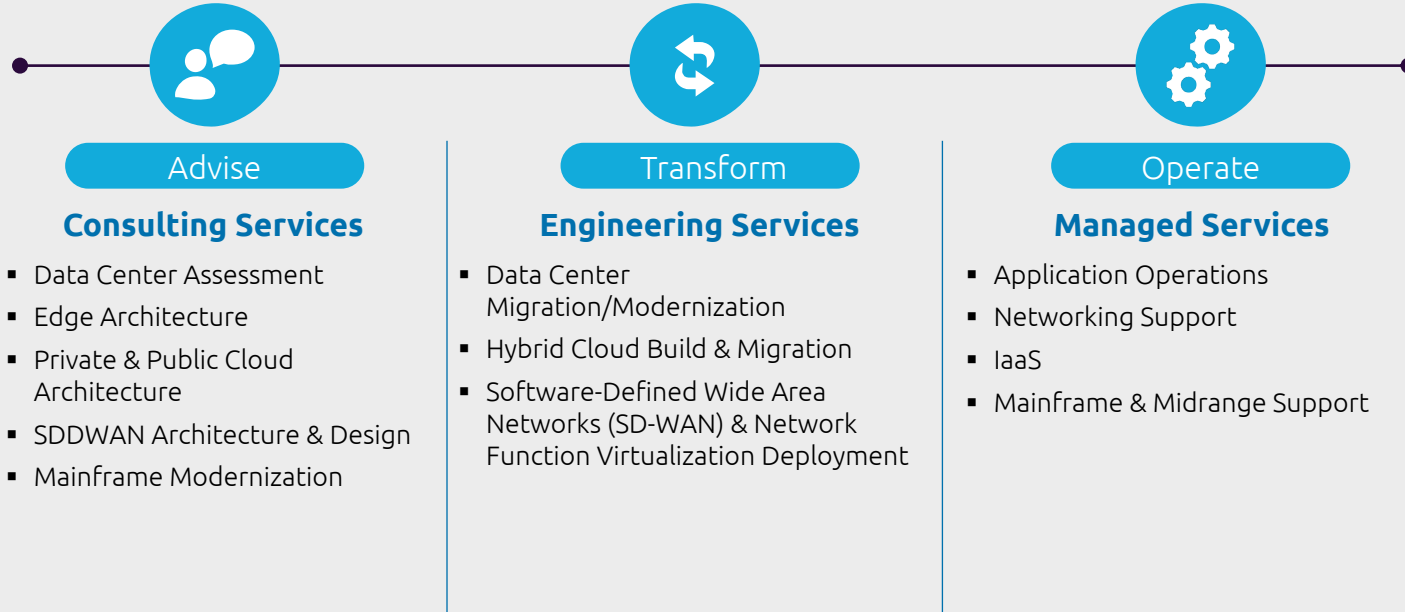 Advise
Consulting Services
▪ Data Center Assessment
▪ Edge Architecture
▪ Private & Public Cloud
Architecture
▪ SDDWAN Architecture & Design
▪ Mainframe Modernization
Transform
Engineering Services
▪ Data Center
Migration/Modernization
▪ Hybrid Cloud Build & Migration
▪ Software-Defined Wide Area
Networks (SD-WAN) & Network
Function Virtualization Deployment
Operate
Managed Services
▪ Application Operations
▪ Networking Support
▪ IaaS
▪ Mainframe & Midrange Support